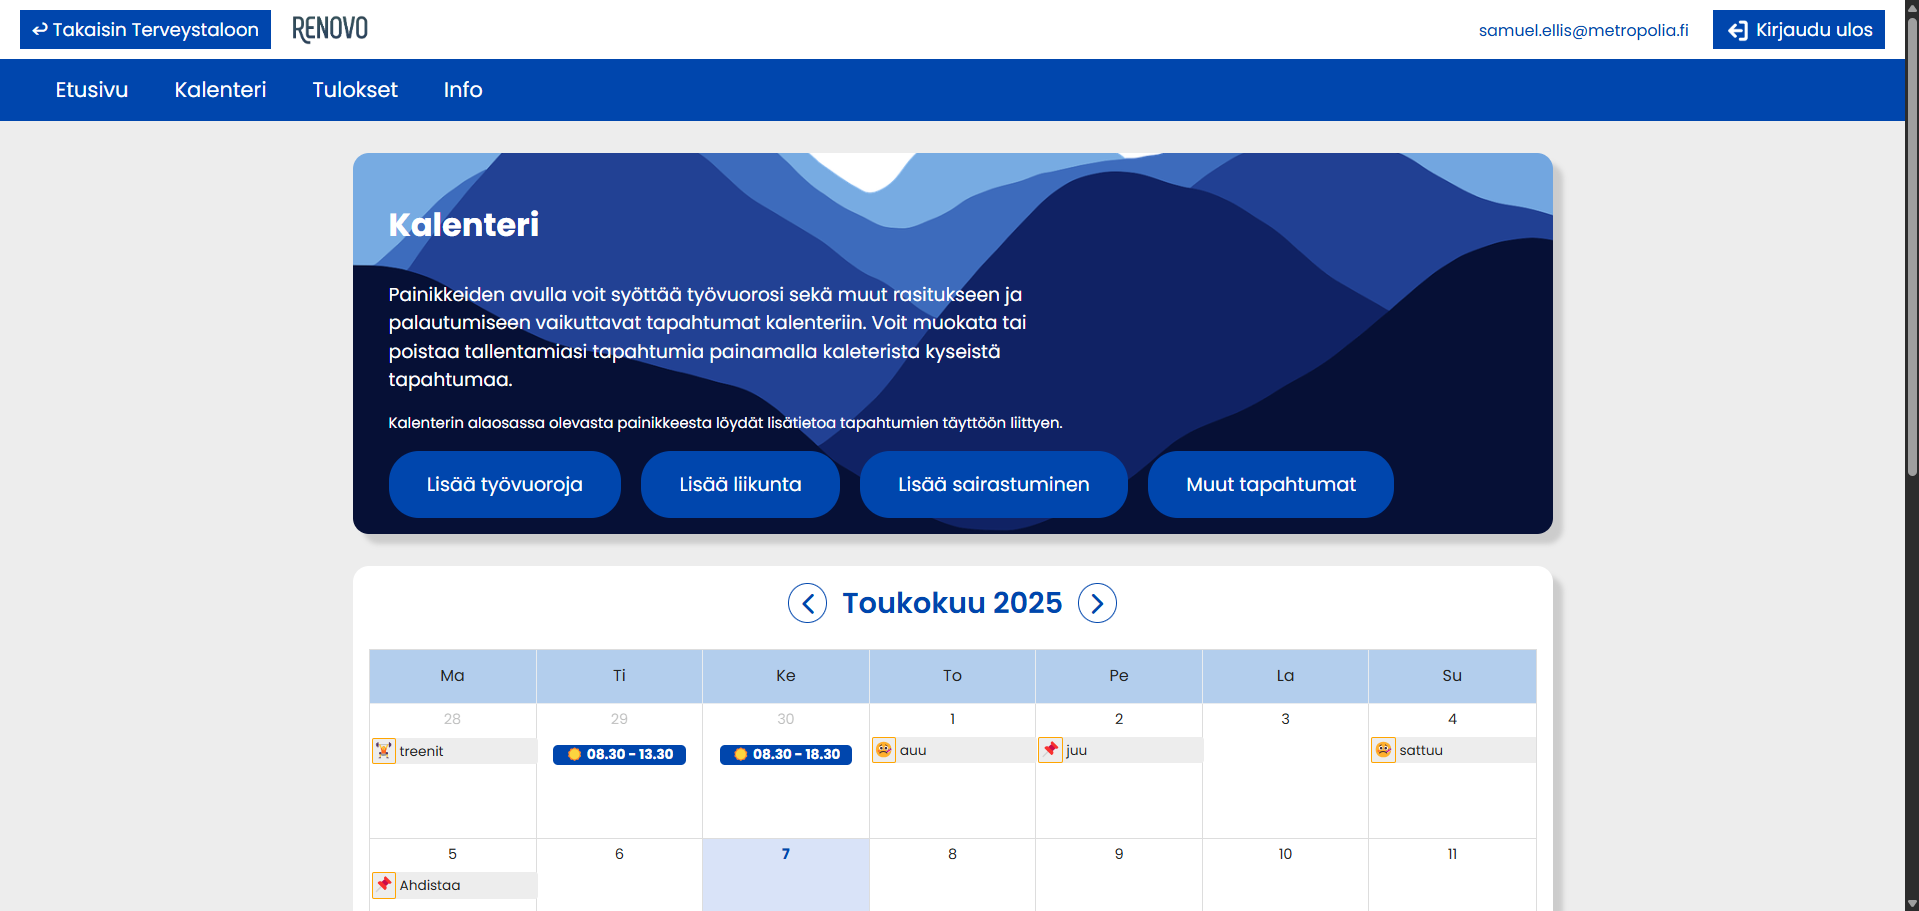 Takaisin Terveystaloon
RENOVO
samuel.ellis@metropolia.fi
Kirjaudu ulos
Etusivu
Kalenteri
Tulokset
Info
Kalenteri
Painikkeiden avulla voit syöttää työvuorosi sekä muut rasitukseen ja
palautumiseen vaikuttavat tapahtumat kalenteriin. Voit muokata tai
poistaa tallentamiasi tapahtumia painamalla kaleterista kyseistä
tapahtumaa.
Kalenterin alaosassa olevasta painikkeesta löydät lisätietoa tapahtumien täyttöön liittyen.
Lisää työvuoroja
Lisää liikunta
Lisää sairastuminen
Muut tapahtumat
Toukokuu 2025
Ma
Ti
Ke
To
Pe
La
Su
28
29
30
1
2
3
4
treenit
08.30 - 13.30
08.30 - 18.30
auu
juu
sattuu
5
6
7
8
9
10
11
Ahdistaa